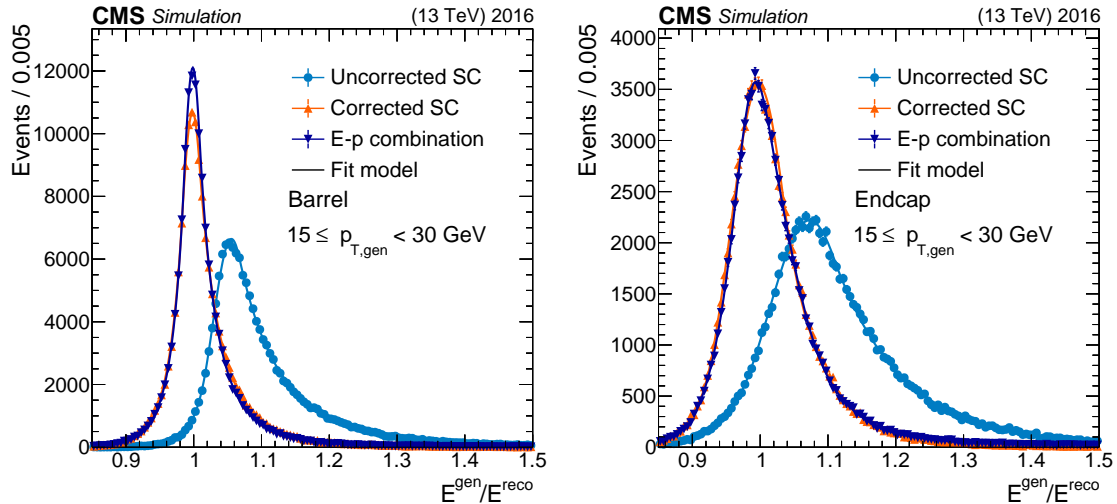 CMS Simulation
(13 TeV) 2016
Events / 0.005
12000
10000
8000
6000
4000
2000
0
Uncorrected SC
Corrected SC
E-p combination
Fit model
Barrel
15 ≤ p_T,gen < 30 GeV
0.9 1 1.1 1.2 1.3 1.4 1.5
E^gen/E^reco
CMS Simulation
(13 TeV) 2016
Events / 0.005
4000
3500
3000
2500
2000
1500
1000
500
0
Uncorrected SC
Corrected SC
E-p combination
Fit model
Endcap
15 ≤ p_T,gen < 30 GeV
0.9 1 1.1 1.2 1.3 1.4 1.5
E^gen/E^reco